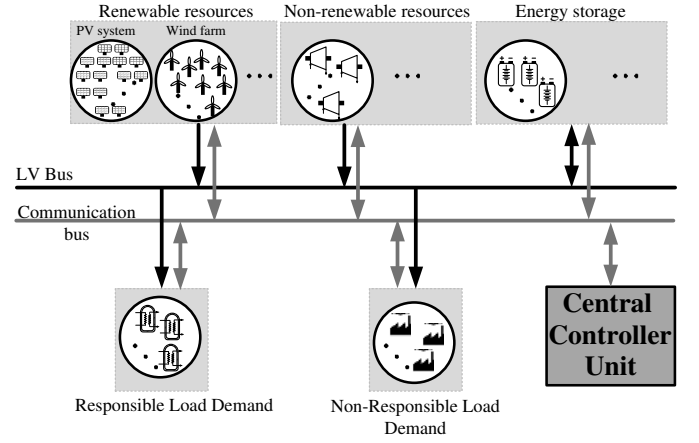 Renewable resources
Non-renewable resources
Energy storage
PV system
Wind farm
LV Bus
Communication
bus
Central
Controller
Unit
Responsible Load Demand
Non-Responsible Load
Demand